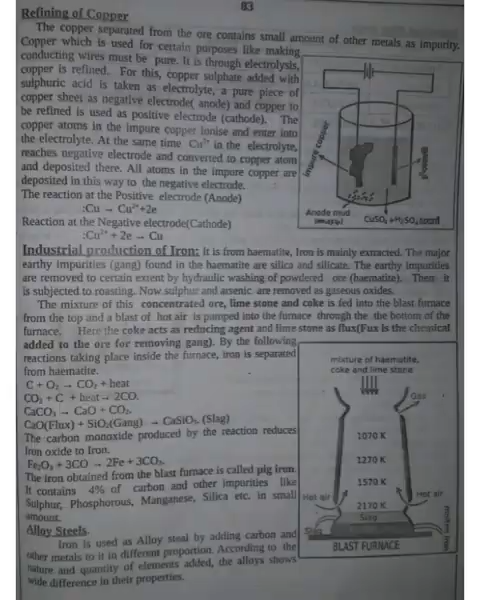 83
Refining of Copper
The copper separated from the ore contains small amount of other metals as impurity.
Copper which is used for certain purposes like making
conducting wires must be pure. It is through electrolysis,
copper is refined. For this, copper sulphate added with
sulphuric acid is taken as electrolyte, a pure piece of
copper sheet as negative electrode( anode) and copper to
be refined is used as positive electrode (cathode). The
copper atoms in the impure copper ionise and enter into
the electrolyte. At the same time Cu²⁺ in the electrolyte,
reaches negative electrode and converted to copper atom
and deposited there. All atoms in the impure copper are
deposited in this way to the negative electrode.
The reaction at the Positive electrode (Anode)
:Cu → Cu²⁺+2e
Reaction at the Negative electrode(Cathode)
:Cu²⁺ + 2e → Cu
impure copper
Anode mud
CuSO₄ +H₂SO₄
Industrial production of Iron: It is from haematite, Iron is mainly extracted. The major
earthy impurities (gang) found in the haematite are silica and silicate. The earthy impurities
are removed to certain extent by hydraulic washing of powdered ore (haematite). Then it
is subjected to roasting. Now sulphur and arsenic are removed as gaseous oxides.
The mixture of this concentrated ore, lime stone and coke is fed into the blast furnace
from the top and a blast of hot air is pumped into the furnace through the the bottom of the
furnace. Here the coke acts as reducing agent and lime stone as flux(Fux is the chemical
added to the ore for removing gang). By the following
reactions taking place inside the furnace, iron is separated
from haematite.
C + O₂ → CO₂ + heat
CO₂ + C + heat→ 2CO.
CaCO₃ → CaO + CO₂.
CaO(Flux) + SiO₂(Gang) → CaSiO₃. (Slag)
The carbon monoxide produced by the reaction reduces
Iron oxide to Iron.
Fe₂O₃ + 3CO → 2Fe + 3CO₂.
The iron obtained from the blast furnace is called pig iron.
It contains 4% of carbon and other impurities like
Sulphur, Phosphorous, Manganese, Silica etc. in small
amount.
mixture of haematite,
coke and lime stone
Gas
1070 K
1270 K
1570 K
Hot air
Hot air
2170 K
Slag
Slag
BLAST FURNACE
Alloy Steels.
Iron is used as Alloy steal by adding carbon and
other metals to it in different proportion. According to the
nature and quantity of elements added, the alloys shows
wide difference in their properties.